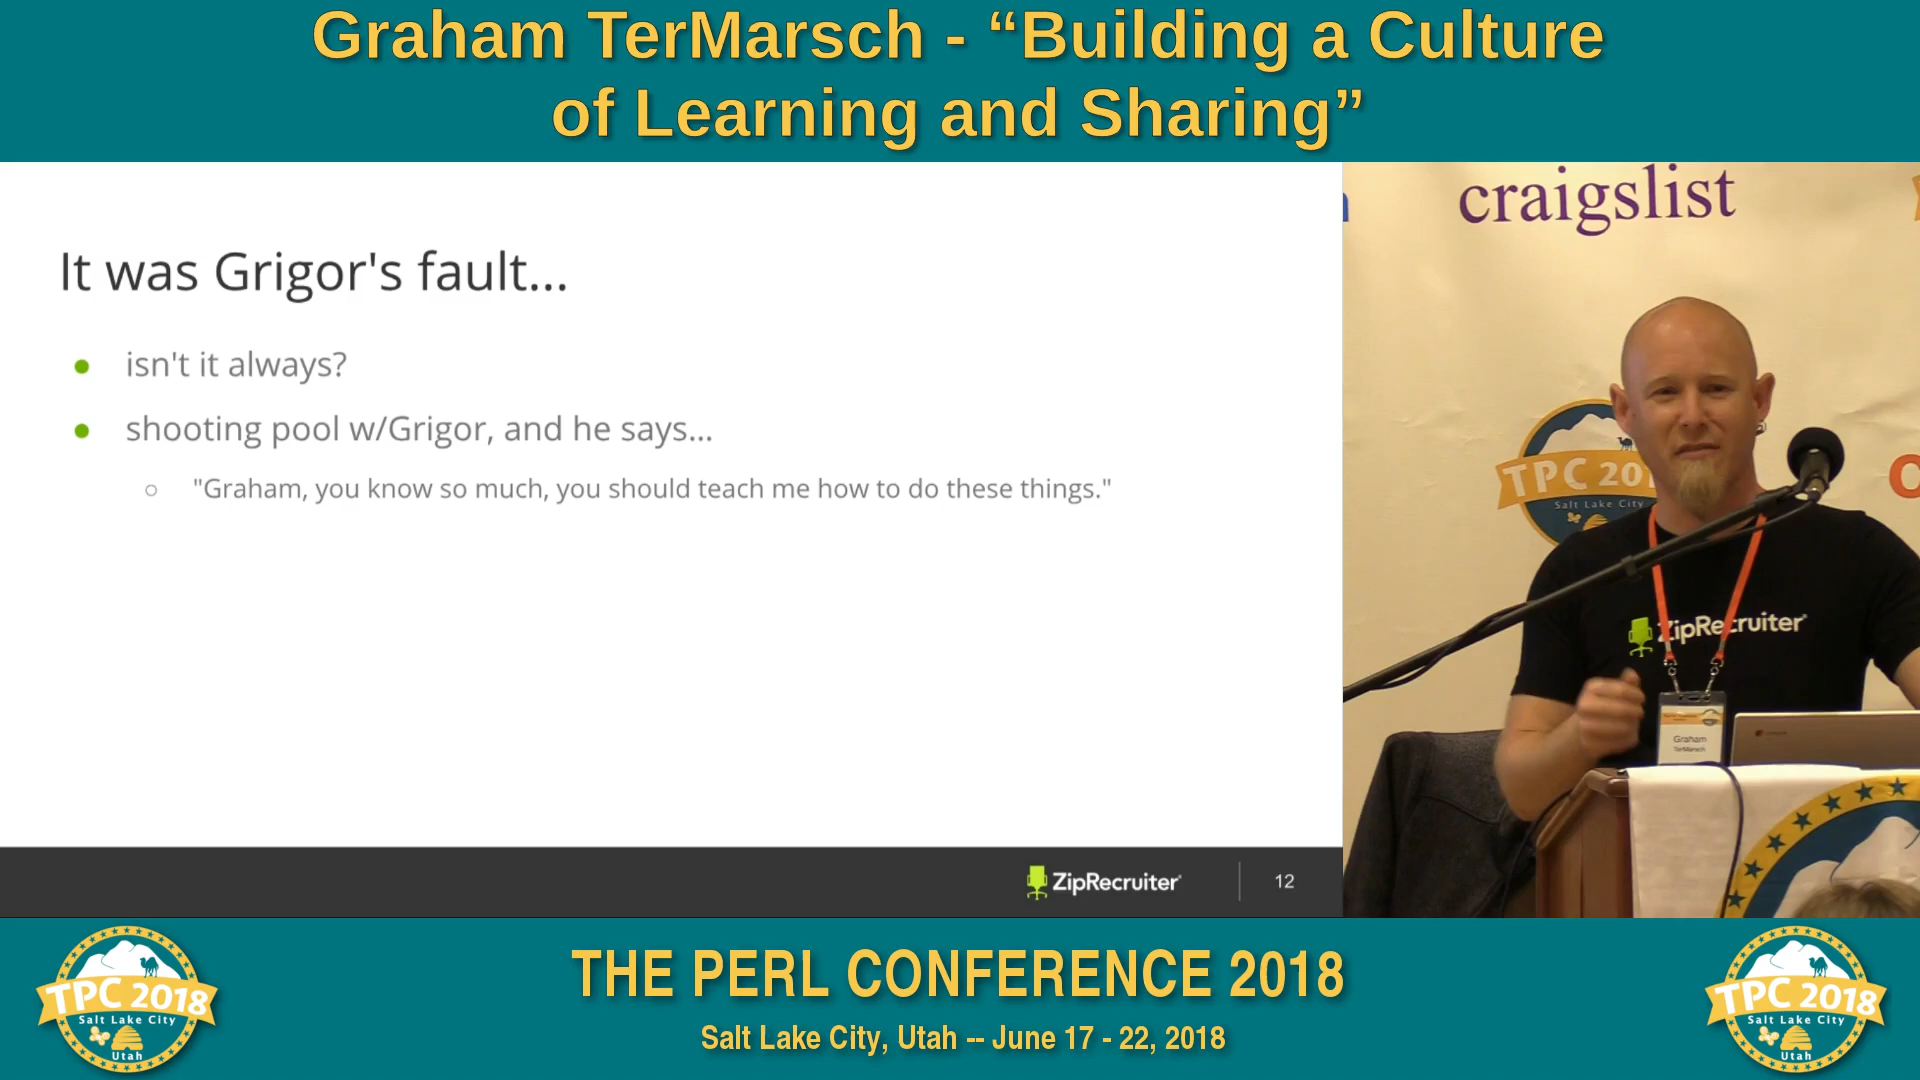 Graham TerMarsch - “Building a Culture
of Learning and Sharing”
It was Grigor's fault...
isn't it always?
shooting pool w/Grigor, and he says...
"Graham, you know so much, you should teach me how to do these things."
ZipRecruiter
12
craigslist
TPC 201
Salt Lake City
ZipRecruiter
Graham
TerMarsch
THE PERL CONFERENCE 2018
Salt Lake City, Utah -- June 17 - 22, 2018
TPC 2018
Salt Lake City
Utah
TPC 2018
Salt Lake City
Utah